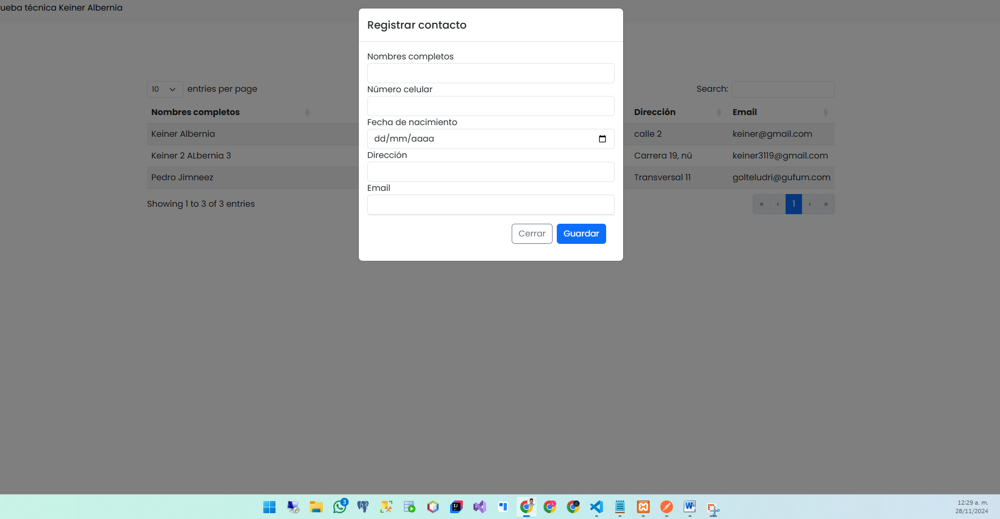 ueba técnica Keiner Albernia
Registrar contacto
Nombres completos
Número celular
Fecha de nacimiento
dd/mm/aaaa
Dirección
Email
Cerrar Guardar
10 entries per page
Search:
Nombres completos Dirección Email
Keiner Albernia calle 2 keiner@gmail.com
Keiner 2 ALbernia 3 Carrera 19, nú keiner3119@gmail.com
Pedro Jimneez Transversal 11 golteludri@gufum.com
Showing 1 to 3 of 3 entries
« ‹ 1 › »
3
12:29 a. m.
28/11/2024